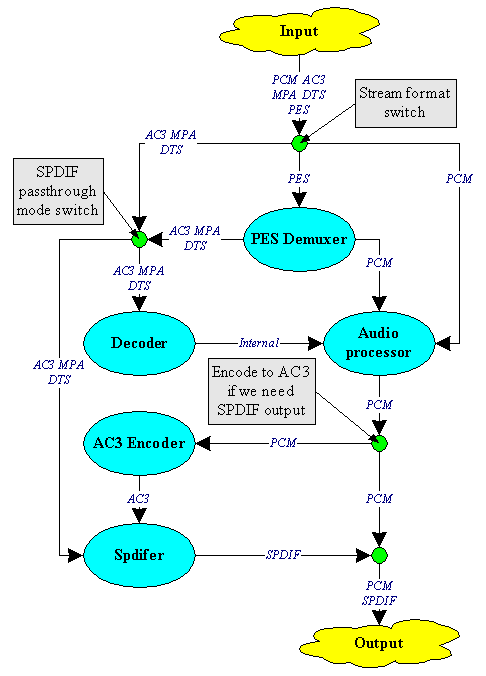 Input
PCM AC3
MPA DTS
PES
Stream format
switch
AC3 MPA
DTS
SPDIF
passthrough
mode switch
PES
PCM
AC3 MPA
DTS
PES Demuxer
AC3 MPA
DTS
PCM
Decoder
Internal
Audio
processor
AC3 MPA
DTS
Encode to AC3
if we need
SPDIF output
PCM
AC3 Encoder
PCM
AC3
PCM
Spdifer
SPDIF
PCM
SPDIF
Output